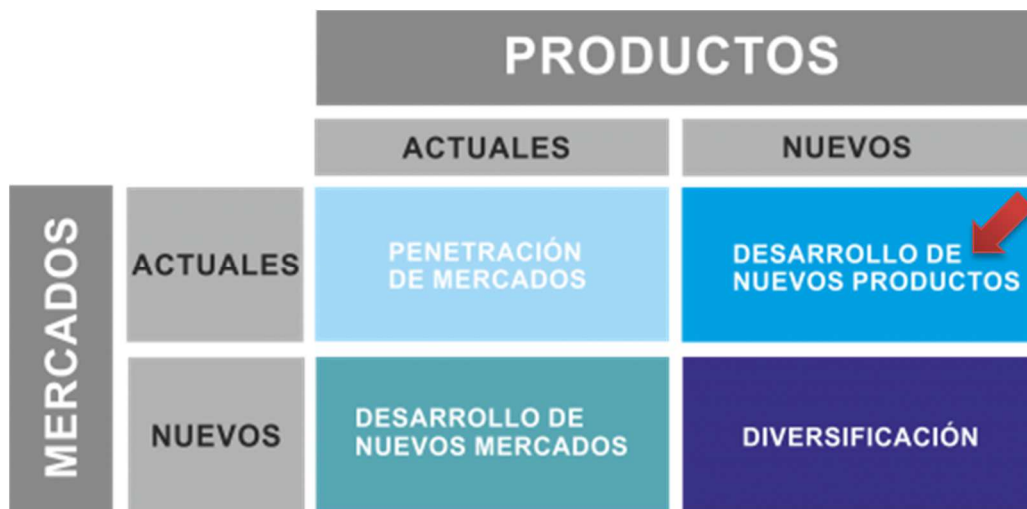 PRODUCTOS
ACTUALES
NUEVOS
MERCADOS
ACTUALES
PENETRACIÓN
DE MERCADOS
DESARROLLO DE
NUEVOS PRODUCTOS
NUEVOS
DESARROLLO DE
NUEVOS MERCADOS
DIVERSIFICACIÓN